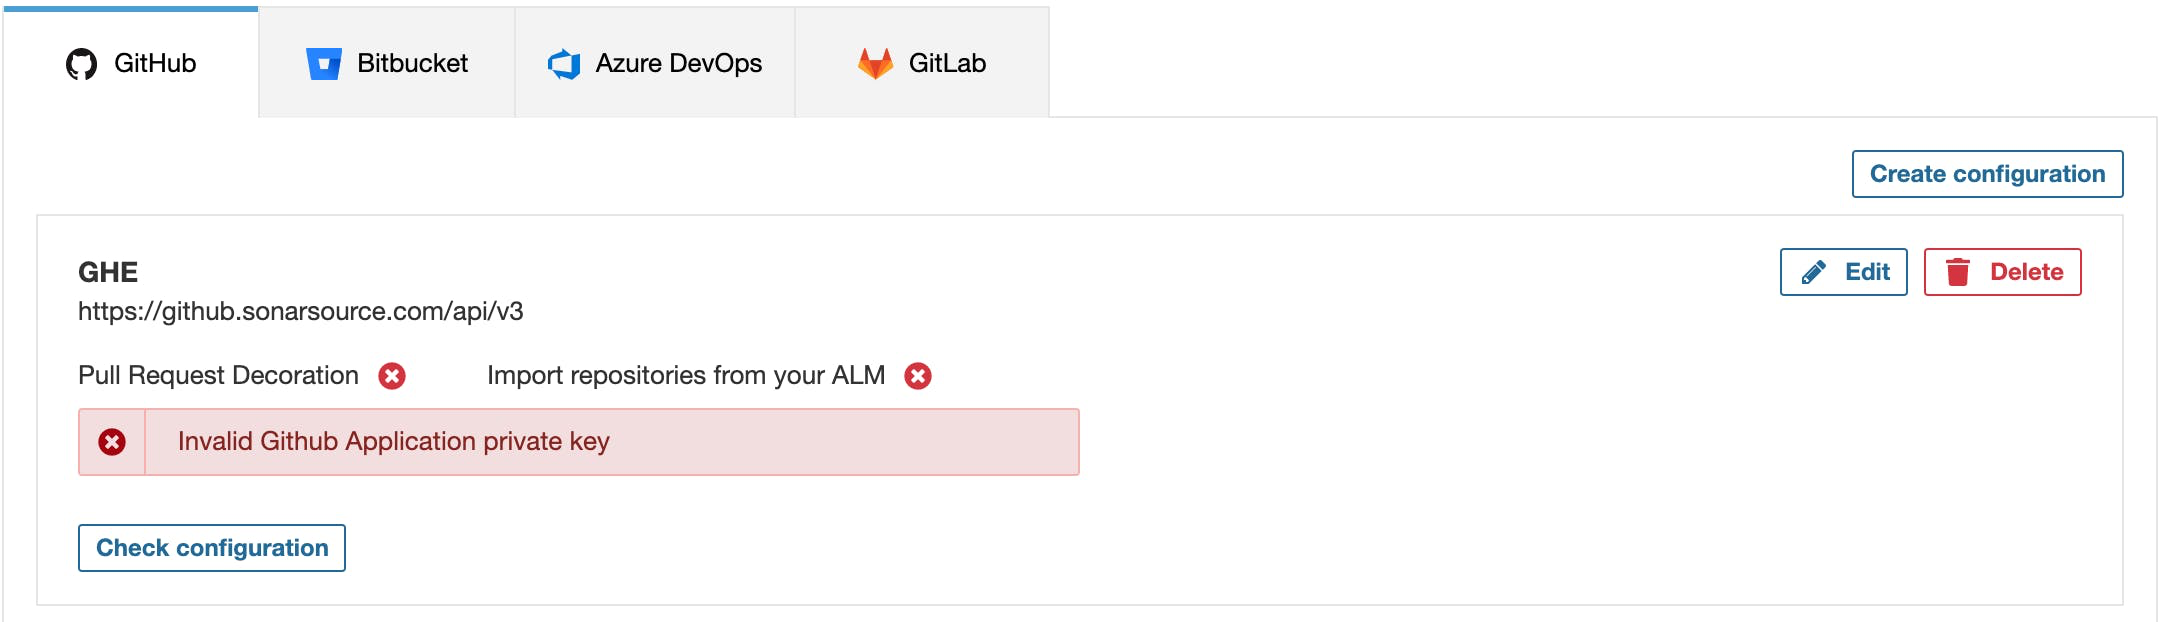 GitHub
Bitbucket
Azure DevOps
GitLab
Create configuration
GHE
Edit
Delete
https://github.sonarsource.com/api/v3
Pull Request Decoration
Import repositories from your ALM
Invalid Github Application private key
Check configuration